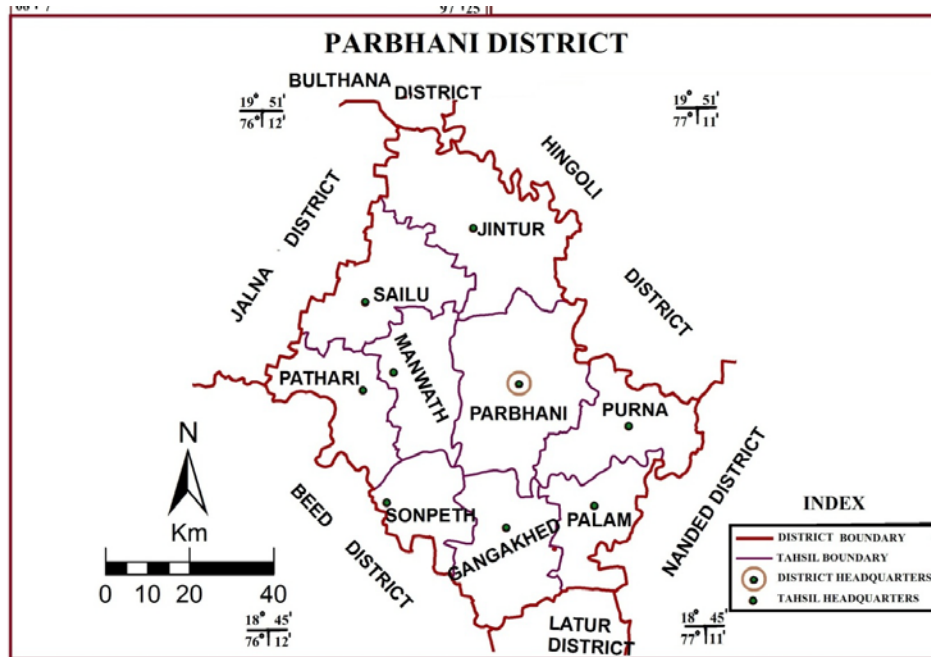 PARBHANI DISTRICT
BULTHANA
DISTRICT
19° 51'
76° 12'
19° 51'
77° 11'
HINGOLI
DISTRICT
JALNA DISTRICT
JINTUR
SAILU
MANWATH
PATHARI
PARBHANI
PURNA
N
Km
0 10 20 40
BEED DISTRICT
SONPETH
GANGAKHED
PALAM
NANDED DISTRICT
LATUR
DISTRICT
18° 45'
76° 12'
18° 45'
77° 11'
INDEX
DISTRICT BOUNDARY
TAHSIL BOUNDARY
DISTRICT HEADQUARTERS
TAHSIL HEADQUARTERS